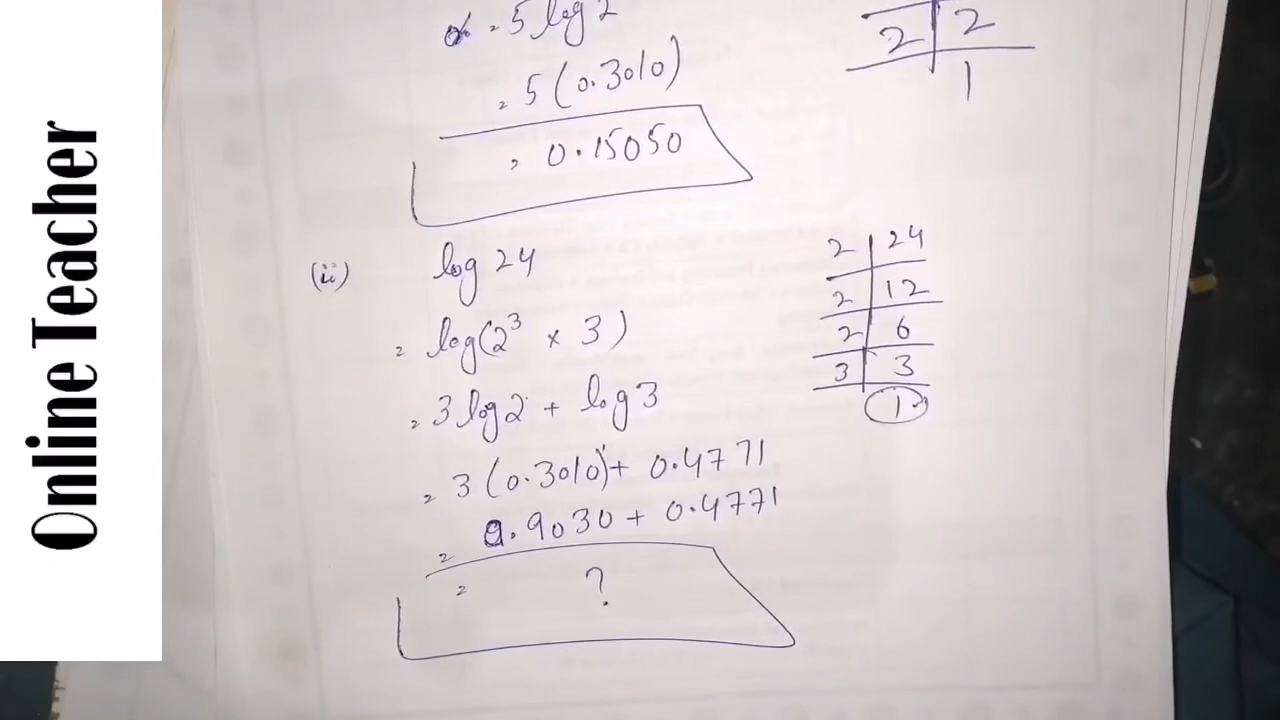 Online Teacher
= 5 log 2
= 5 (0.3010)
= 0.15050
2 | 2
1
(ii) log 24
= log(2³ × 3)
= 3 log 2 + log 3
= 3 (0.3010) + 0.4771
= 0.9030 + 0.4771
= ?
2 | 24
2 | 12
2 | 6
3 | 3
1